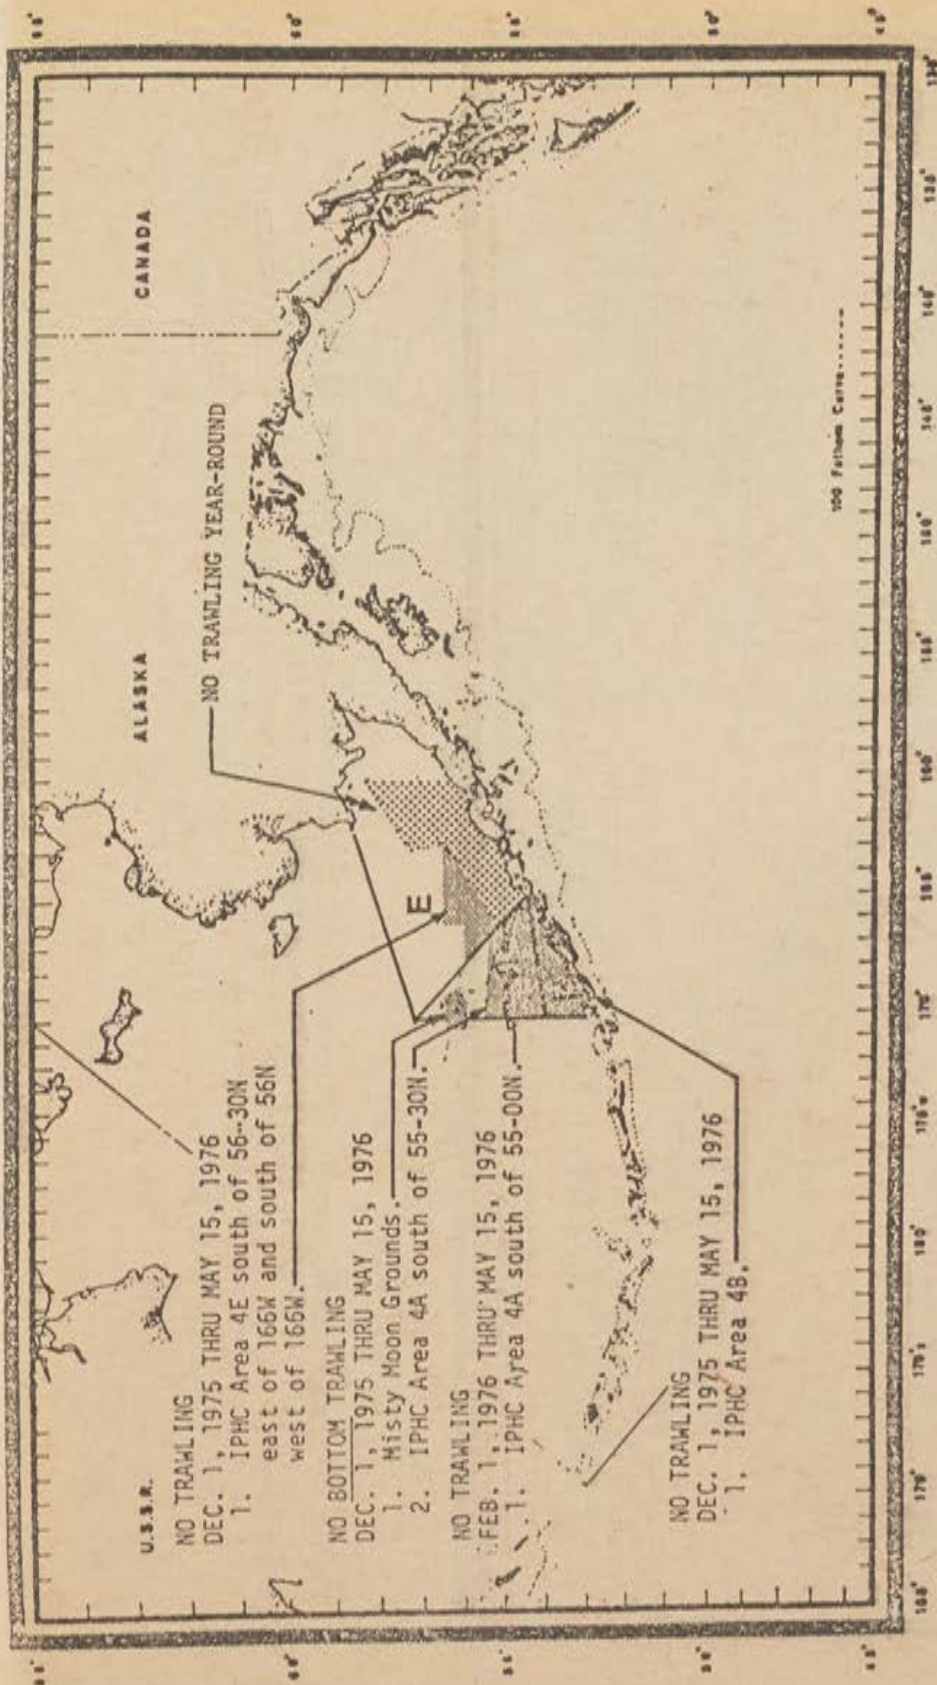 U.S.S.R.
ALASKA
CANADA
NO TRAWLING YEAR-ROUND
E
NO TRAWLING
DEC. 1, 1975 THRU MAY 15, 1976
1. IPHC Area 4E south of 56-30N
east of 166W and south of 56N
west of 166W.
NO BOTTOM TRAWLING
DEC. 1, 1975 THRU MAY 15, 1976
1. Misty Moon Grounds.
2. IPHC Area 4A south of 55-30N.
NO TRAWLING
FEB. 1, 1976 THRU MAY 15, 1976
1. IPHC Area 4A south of 55-00N.
NO TRAWLING
DEC. 1, 1975 THRU MAY 15, 1976
1. IPHC Area 4B.
100 Fathom Curve